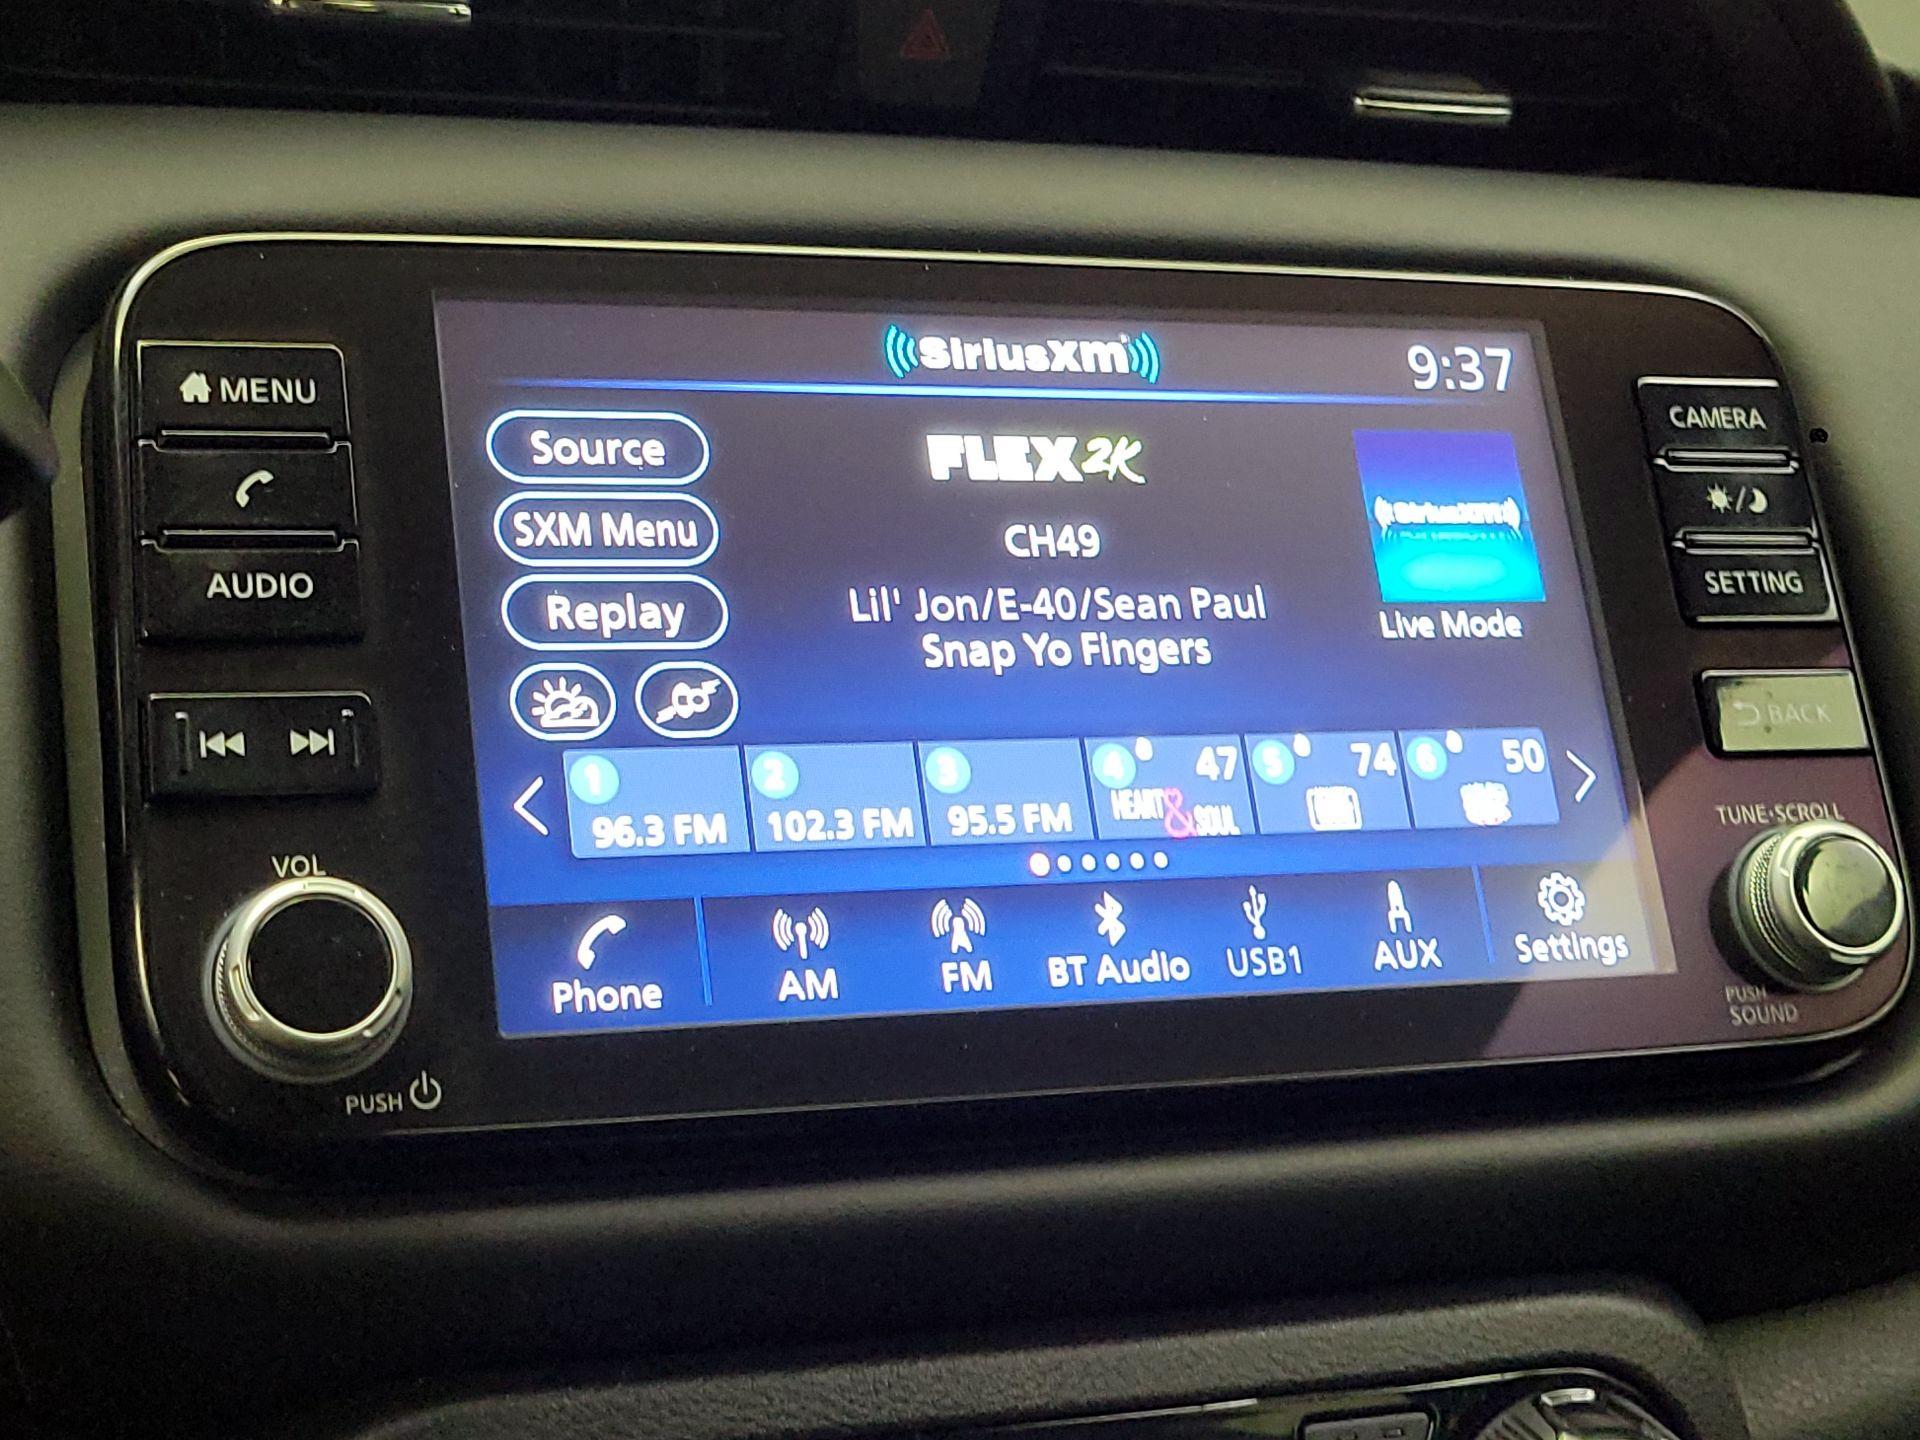 SiriusXM
9:37
MENU
AUDIO
VOL
PUSH
Source
SXM Menu
Replay
FLEX 2K
CH49
Lil' Jon/E-40/Sean Paul
Snap Yo Fingers
SiriusXM
Live Mode
1
96.3 FM
2
102.3 FM
3
95.5 FM
4
47
HEART & SOUL
5
74
6
50
Phone
AM
FM
BT Audio
USB1
AUX
Settings
CAMERA
SETTING
BACK
TUNE•SCROLL
PUSH
SOUND